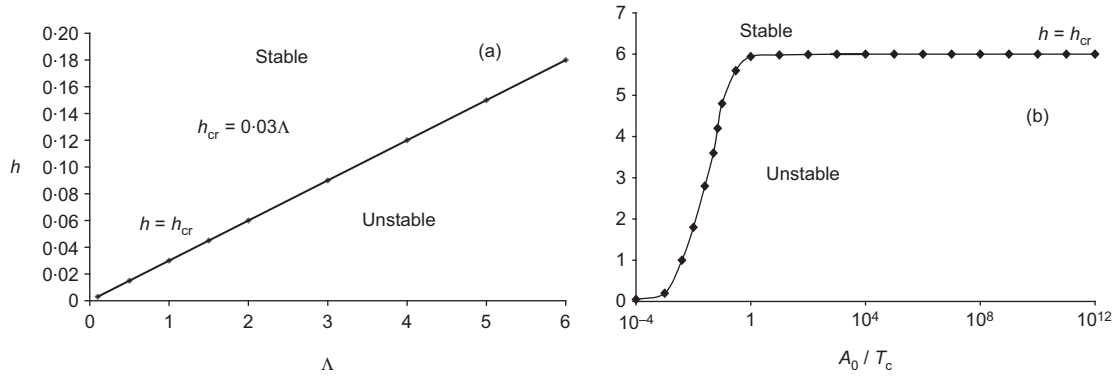 0·20
0·18
0·16
0·14
0·12
0·10
0·08
0·06
0·04
0·02
0
h
Stable
(a)
h_cr = 0·03Λ
h = h_cr
Unstable
0 1 2 3 4 5 6
Λ
7
6
5
4
3
2
1
0
Stable
h = h_cr
(b)
Unstable
10⁻⁴ 1 10⁴ 10⁸ 10¹²
A₀ / T_c